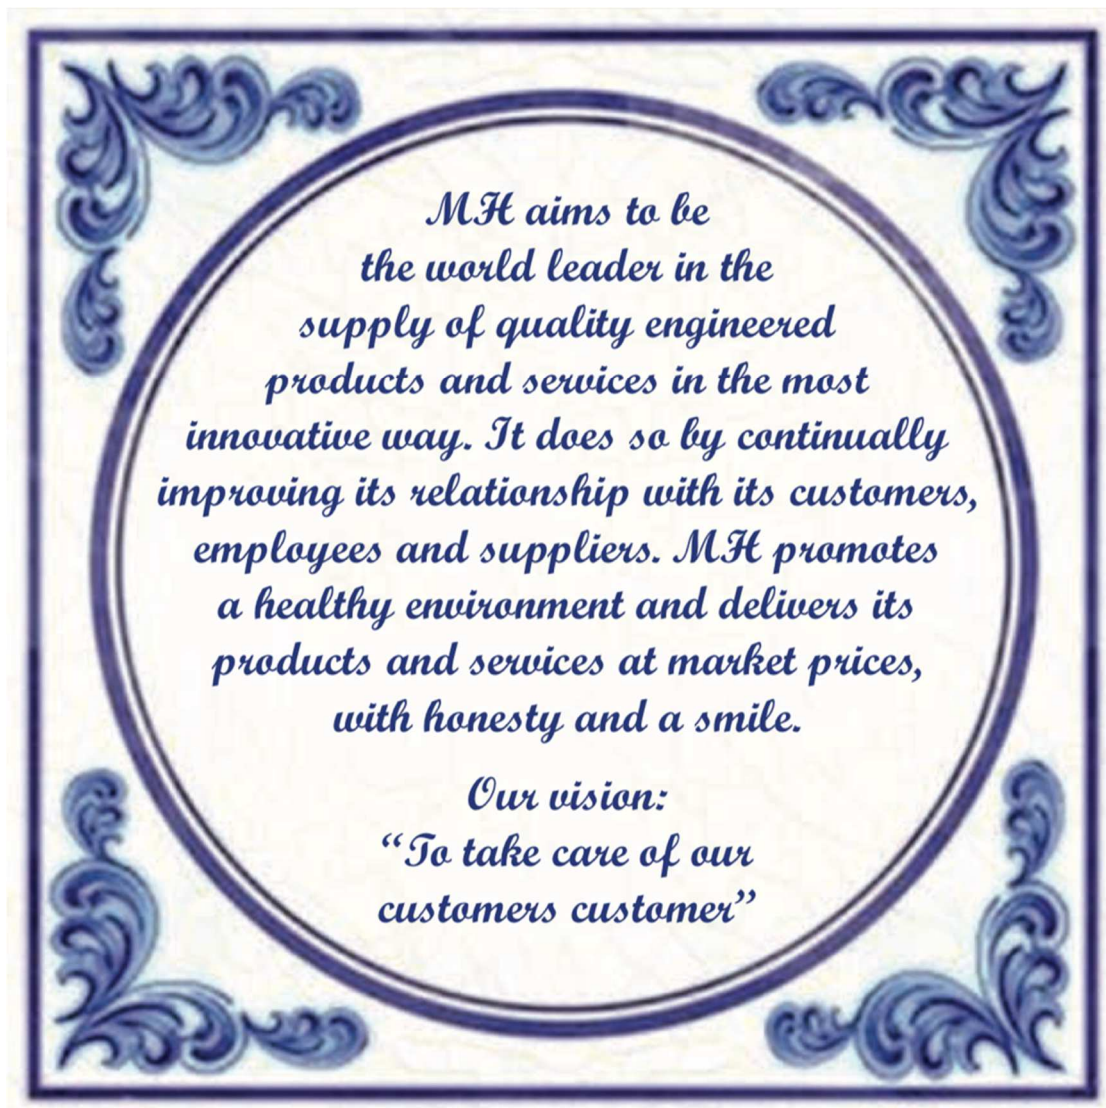 MH aims to be
the world leader in the
supply of quality engineered
products and services in the most
innovative way. It does so by continually
improving its relationship with its customers,
employees and suppliers. MH promotes
a healthy environment and delivers its
products and services at market prices,
with honesty and a smile.
Our vision:
“To take care of our
customers customer”